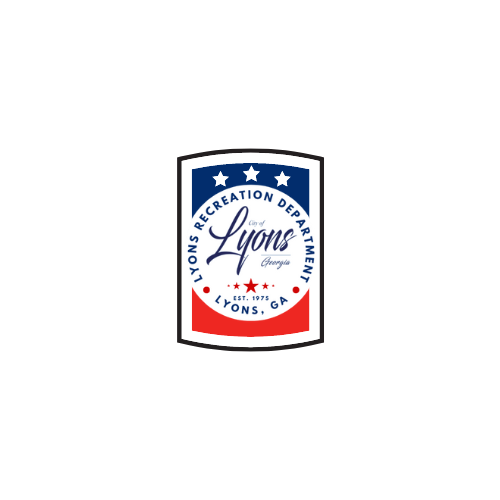 LYONS RECREATION DEPARTMENT
City of
Lyons
Georgia
EST. 1975
LYONS, GA